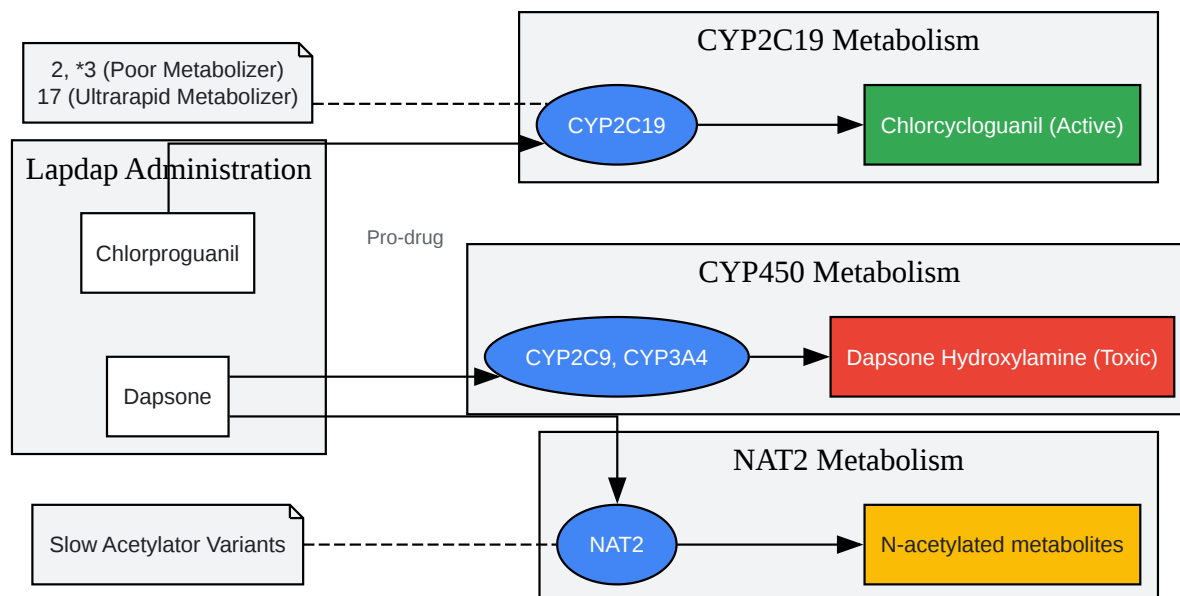 CYP2C19 Metabolism
2, *3 (Poor Metabolizer)
17 (Ultrarapid Metabolizer)
CYP2C19
Chlorcycloguanil (Active)
Lapdap Administration
Chlorproguanil
Pro-drug
CYP450 Metabolism
CYP2C9, CYP3A4
Dapsone Hydroxylamine (Toxic)
Dapsone
NAT2 Metabolism
Slow Acetylator Variants
NAT2
N-acetylated metabolites